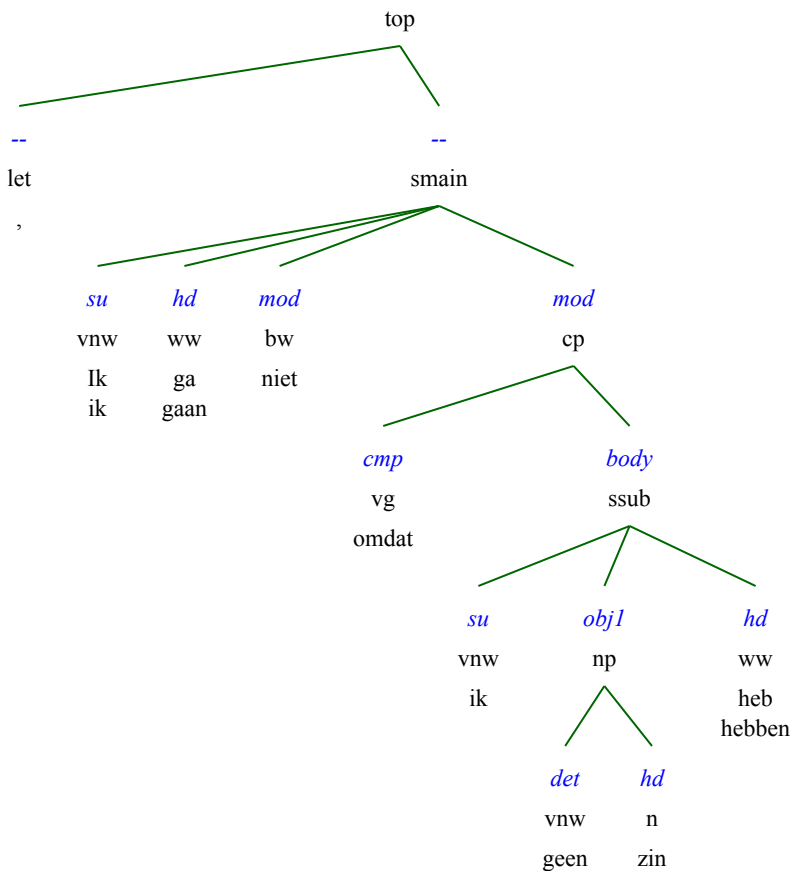 top
-- --
let smain
,
su hd mod mod
vnw ww bw cp
Ik ga niet
ik gaan
cmp body
vg ssub
omdat
su obj1 hd
vnw np ww
ik heb
hebben
det hd
vnw n
geen zin